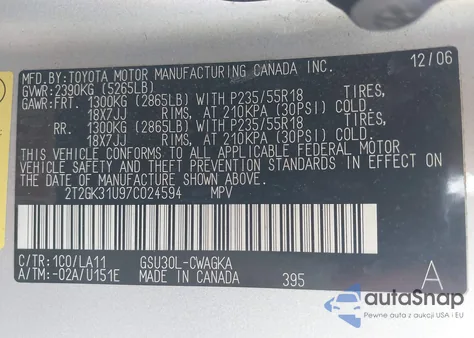 MFD.BY:TOYOTA MOTOR MANUFACTURING CANADA INC. 12/06
GVWR:2390KG (5265LB)
GAWR:FRT. 1300KG (2865LB) WITH P235/55R18 TIRES,
18X7JJ RIMS, AT 210KPA (30PSI) COLD.
RR. 1300KG (2865LB) WITH P235/55R18 TIRES,
18X7JJ RIMS, AT 210KPA (30PSI) COLD.
THIS VEHICLE CONFORMS TO ALL APPLICABLE FEDERAL MOTOR
VEHICLE SAFETY AND THEFT PREVENTION STANDARDS IN EFFECT ON
THE DATE OF MANUFACTURE SHOWN ABOVE.
2T2GK31U97C024594 MPV
C/TR:1C0/LA11 GSU30L-CWAGKA
A/TM:-02A/U151E MADE IN CANADA 395 A
autaSnap
Pewne auta z USA i EU